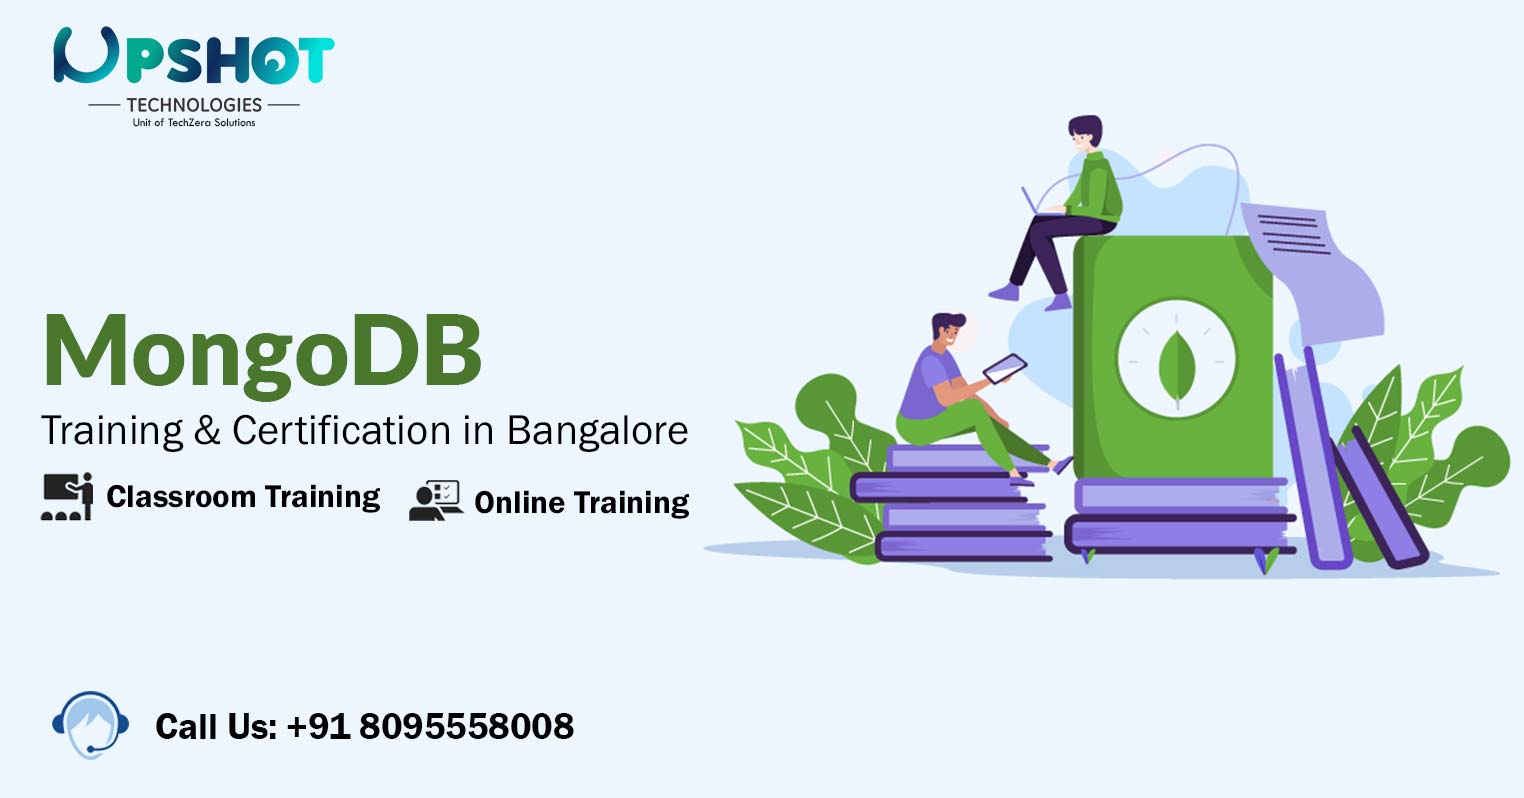 UPSHOT
TECHNOLOGIES
Unit of TechZera Solutions
MongoDB
Training & Certification in Bangalore
Classroom Training
Online Training
Call Us: +91 8095558008